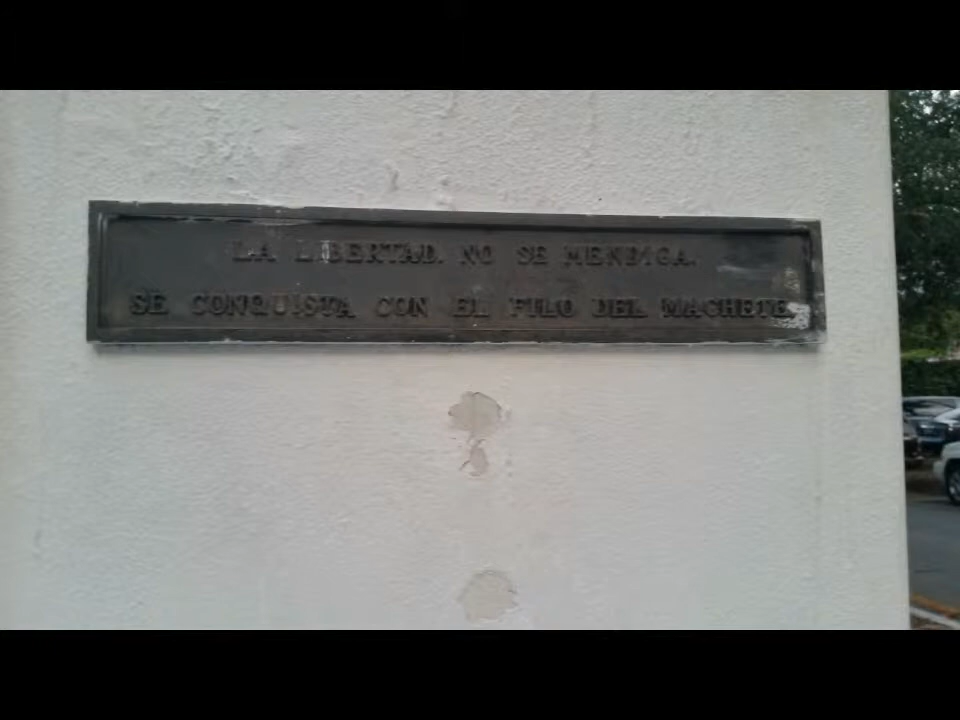 LA LIBERTAD. NO SE MENDIGA.
SE CONQUISTA CON EL FILO DEL MACHETE.